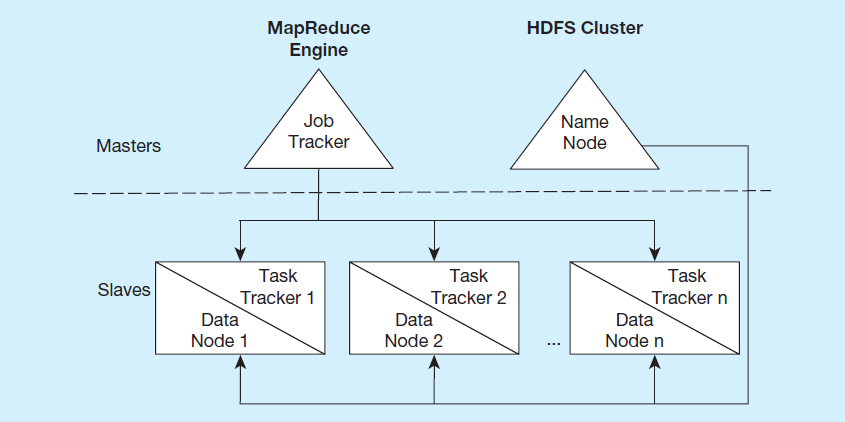 MapReduce
Engine
HDFS Cluster
Job
Tracker
Name
Node
Masters
Slaves
Task
Tracker 1
Data
Node 1
Task
Tracker 2
Data
Node 2
...
Task
Tracker n
Data
Node n